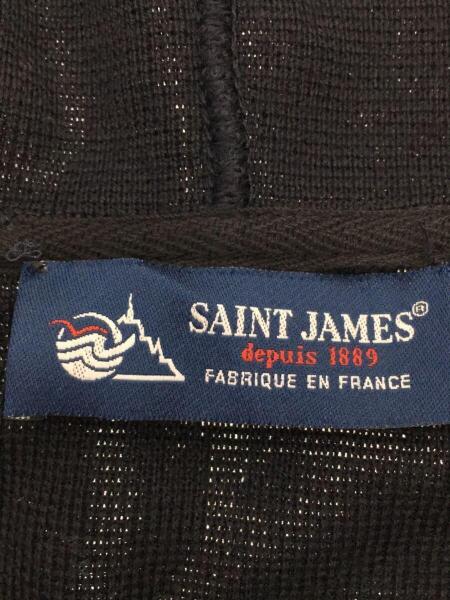 SAINT JAMES®
depuis 1889
FABRIQUE EN FRANCE